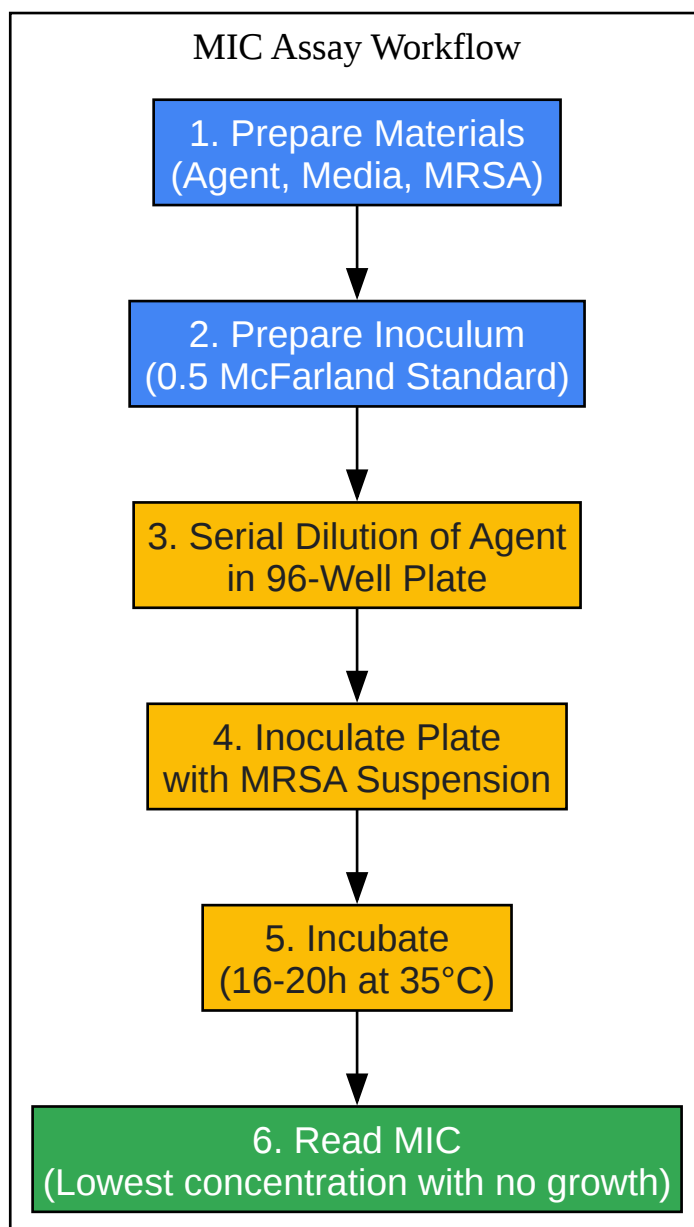 MIC Assay Workflow
1. Prepare Materials
(Agent, Media, MRSA)
2. Prepare Inoculum
(0.5 McFarland Standard)
3. Serial Dilution of Agent
in 96-Well Plate
4. Inoculate Plate
with MRSA Suspension
5. Incubate
(16-20h at 35°C)
6. Read MIC
(Lowest concentration with no growth)